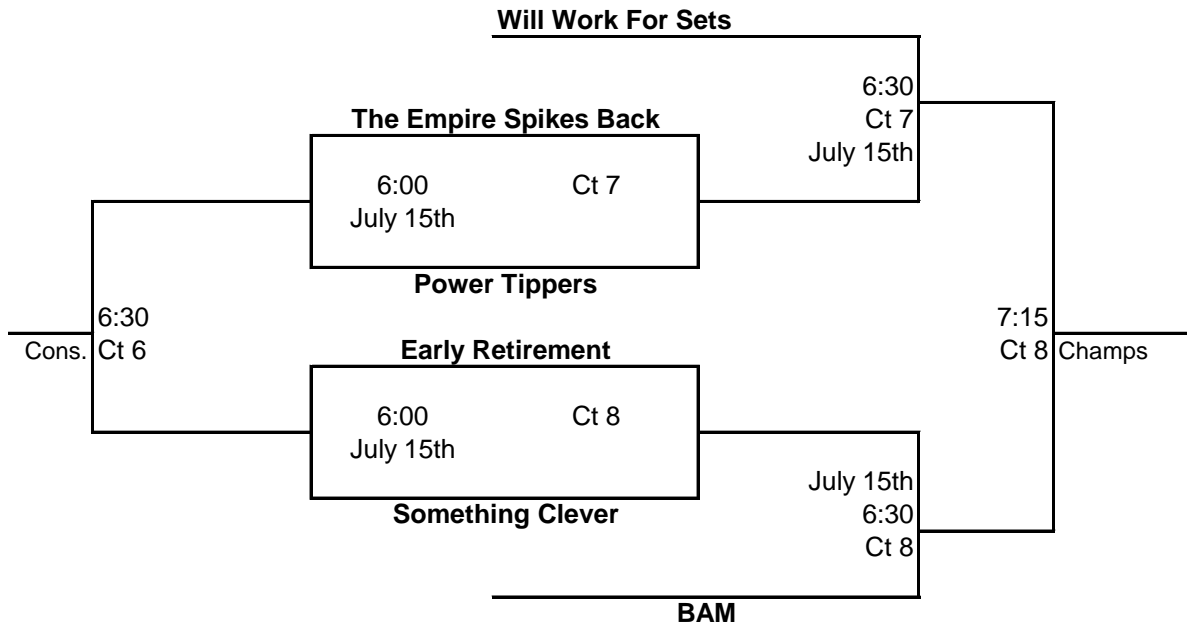 Will Work For Sets
6:30
Ct 7
July 15th
The Empire Spikes Back
6:00 Ct 7
July 15th
Power Tippers
6:30
Cons. Ct 6
7:15
Ct 8 Champs
Early Retirement
6:00 Ct 8
July 15th
Something Clever
July 15th
6:30
Ct 8
BAM